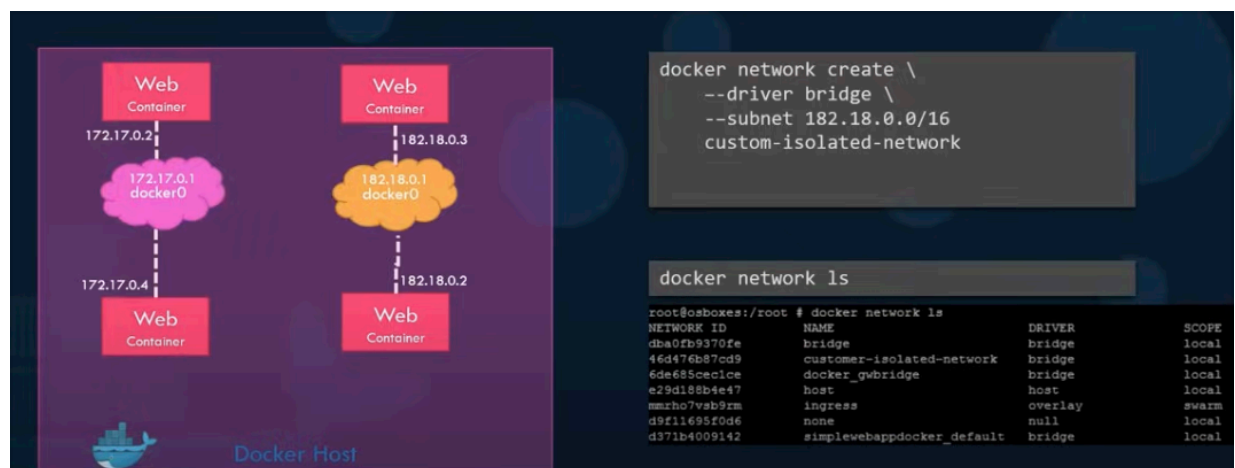 Web
Container
172.17.0.2
172.17.0.1
docker0
172.17.0.4
Web
Container
Web
Container
182.18.0.3
182.18.0.1
docker0
182.18.0.2
Web
Container
Docker Host
docker network create \
--driver bridge \
--subnet 182.18.0.0/16
custom-isolated-network
docker network ls
root@osboxes:/root # docker network ls
NETWORK ID NAME DRIVER SCOPE
dba0fb9370fe bridge bridge local
46d476b87cd9 customer-isolated-network bridge local
6de685cec1ce docker_gwbridge bridge local
e29d188b4e47 host host local
mmrho7vsb9rm ingress overlay swarm
d9f11695f0d6 none null local
d371b4009142 simplewebappdocker_default bridge local